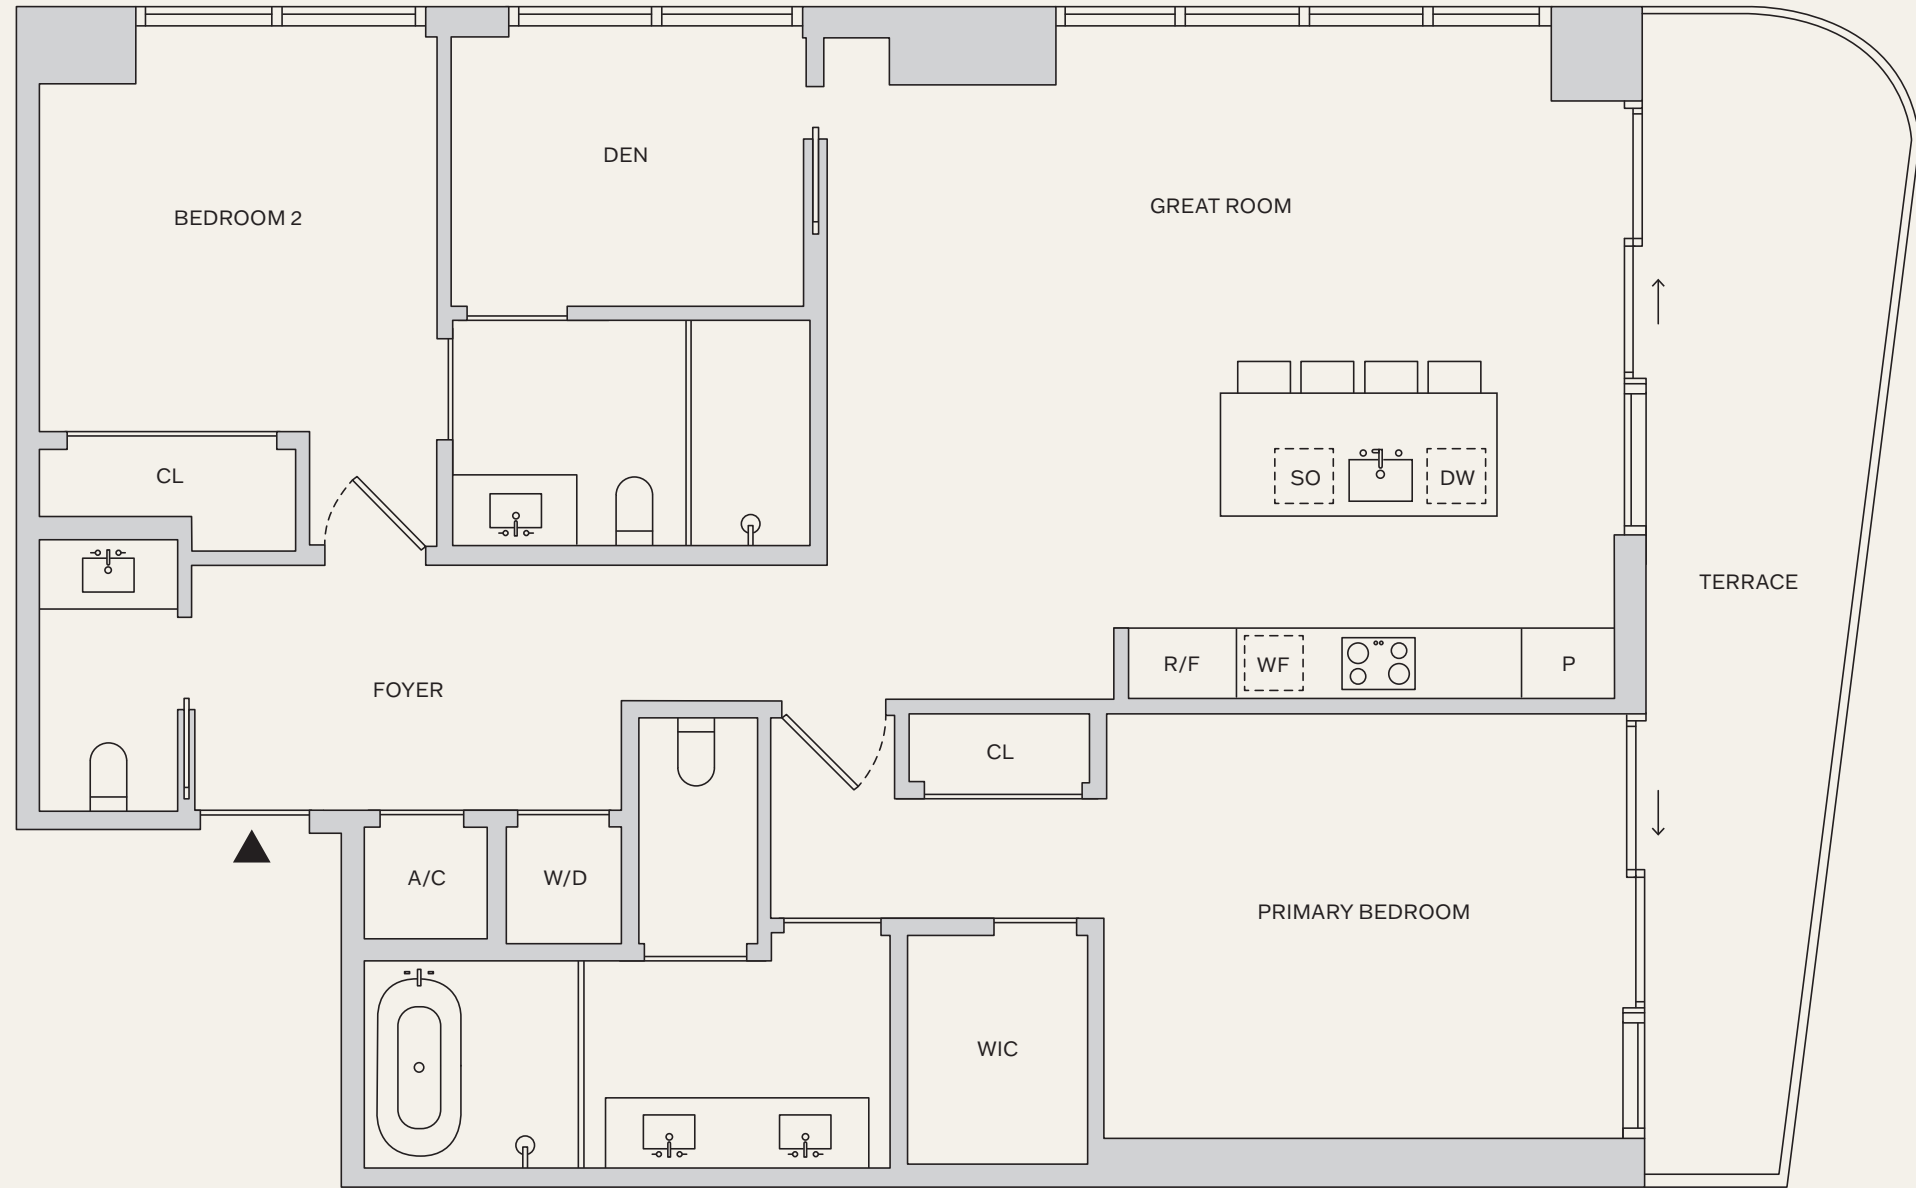 DEN
GREAT ROOM
BEDROOM 2
CL
SO
DW
TERRACE
R/F
WF
P
FOYER
CL
A/C
W/D
PRIMARY BEDROOM
WIC